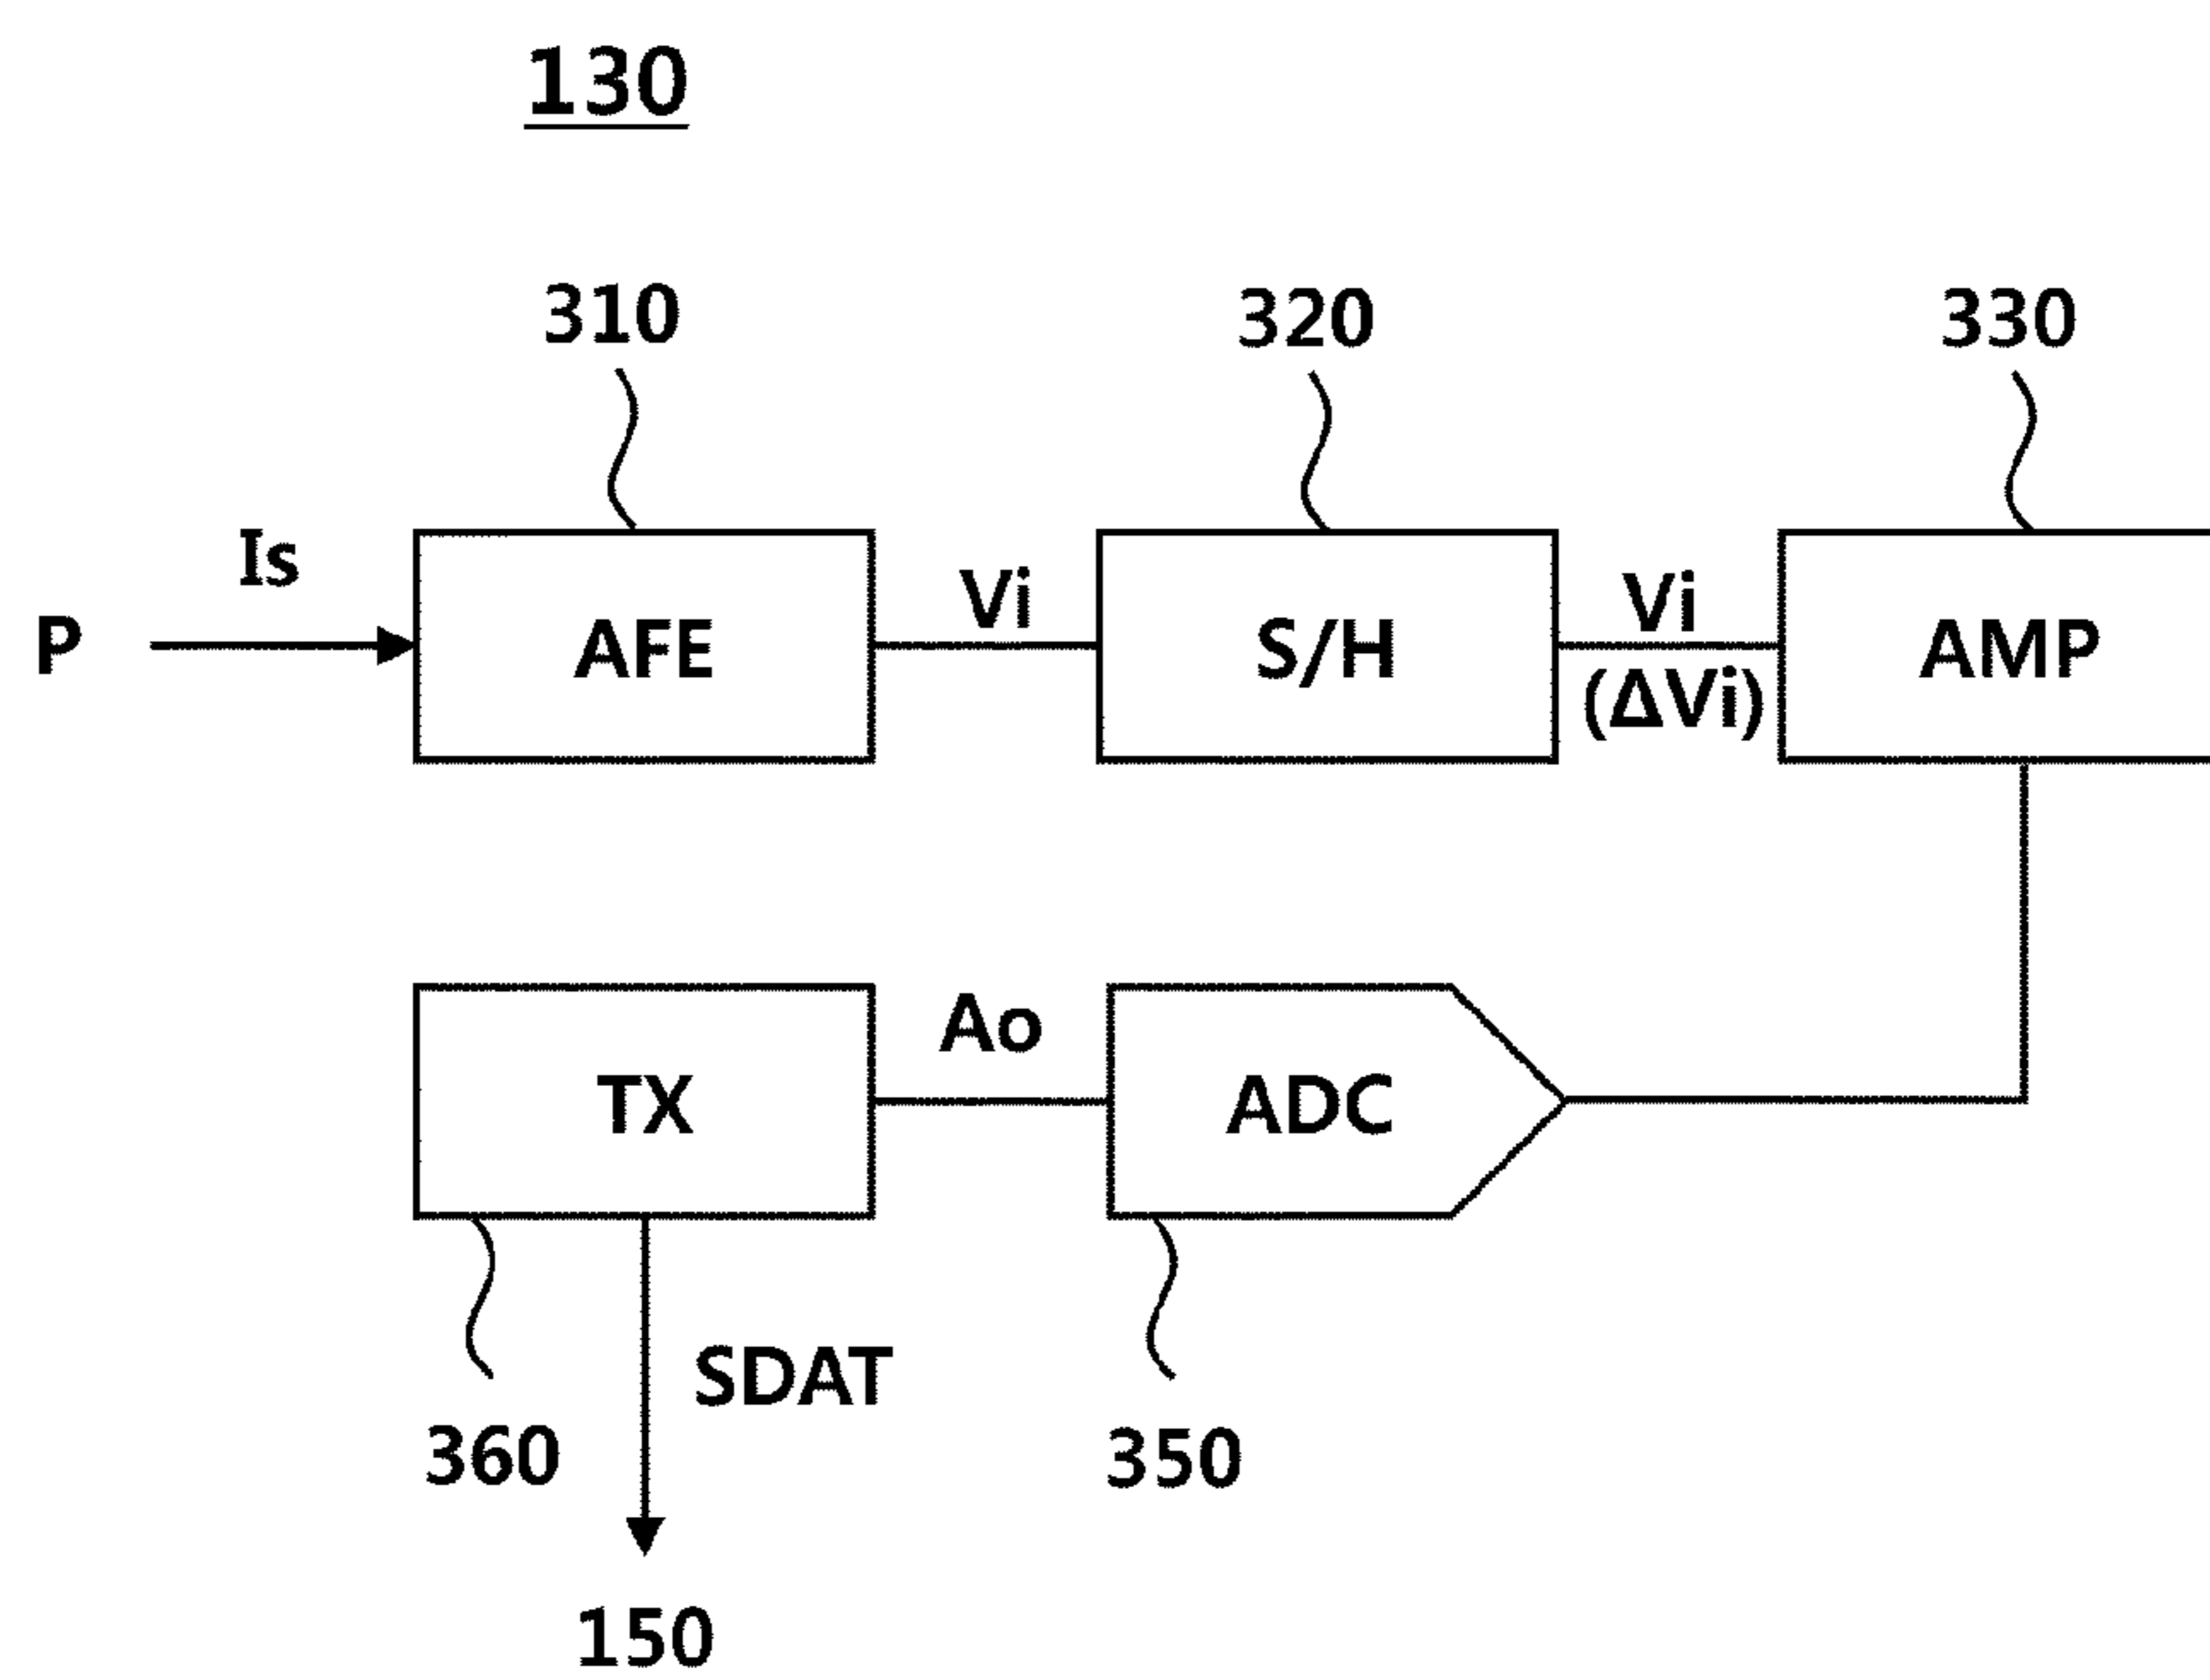 130
310
320
330
Is
P
AFE
Vi
S/H
Vi
(ΔVi)
AMP
TX
Ao
ADC
SDAT
360
350
150